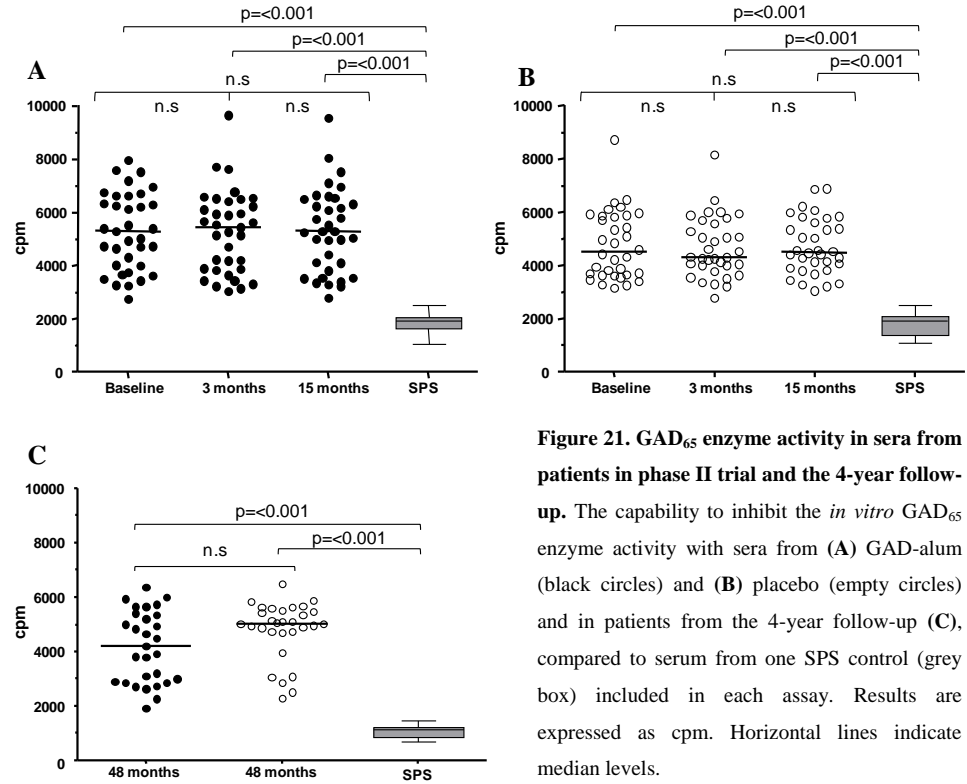 p=<0.001
p=<0.001
p=<0.001
A
n.s
n.s
n.s
10000
8000
6000
4000
2000
0
cpm
Baseline 3 months 15 months SPS
p=<0.001
p=<0.001
p=<0.001
B
n.s
n.s
n.s
10000
8000
6000
4000
2000
0
cpm
Baseline 3 months 15 months SPS
C
10000
8000
6000
4000
2000
0
cpm
p=<0.001
n.s
p=<0.001
48 months 48 months SPS
Figure 21. GAD65 enzyme activity in sera from
patients in phase II trial and the 4-year follow-
up. The capability to inhibit the in vitro GAD65
enzyme activity with sera from (A) GAD-alum
(black circles) and (B) placebo (empty circles)
and in patients from the 4-year follow-up (C),
compared to serum from one SPS control (grey
box) included in each assay. Results are
expressed as cpm. Horizontal lines indicate
median levels.